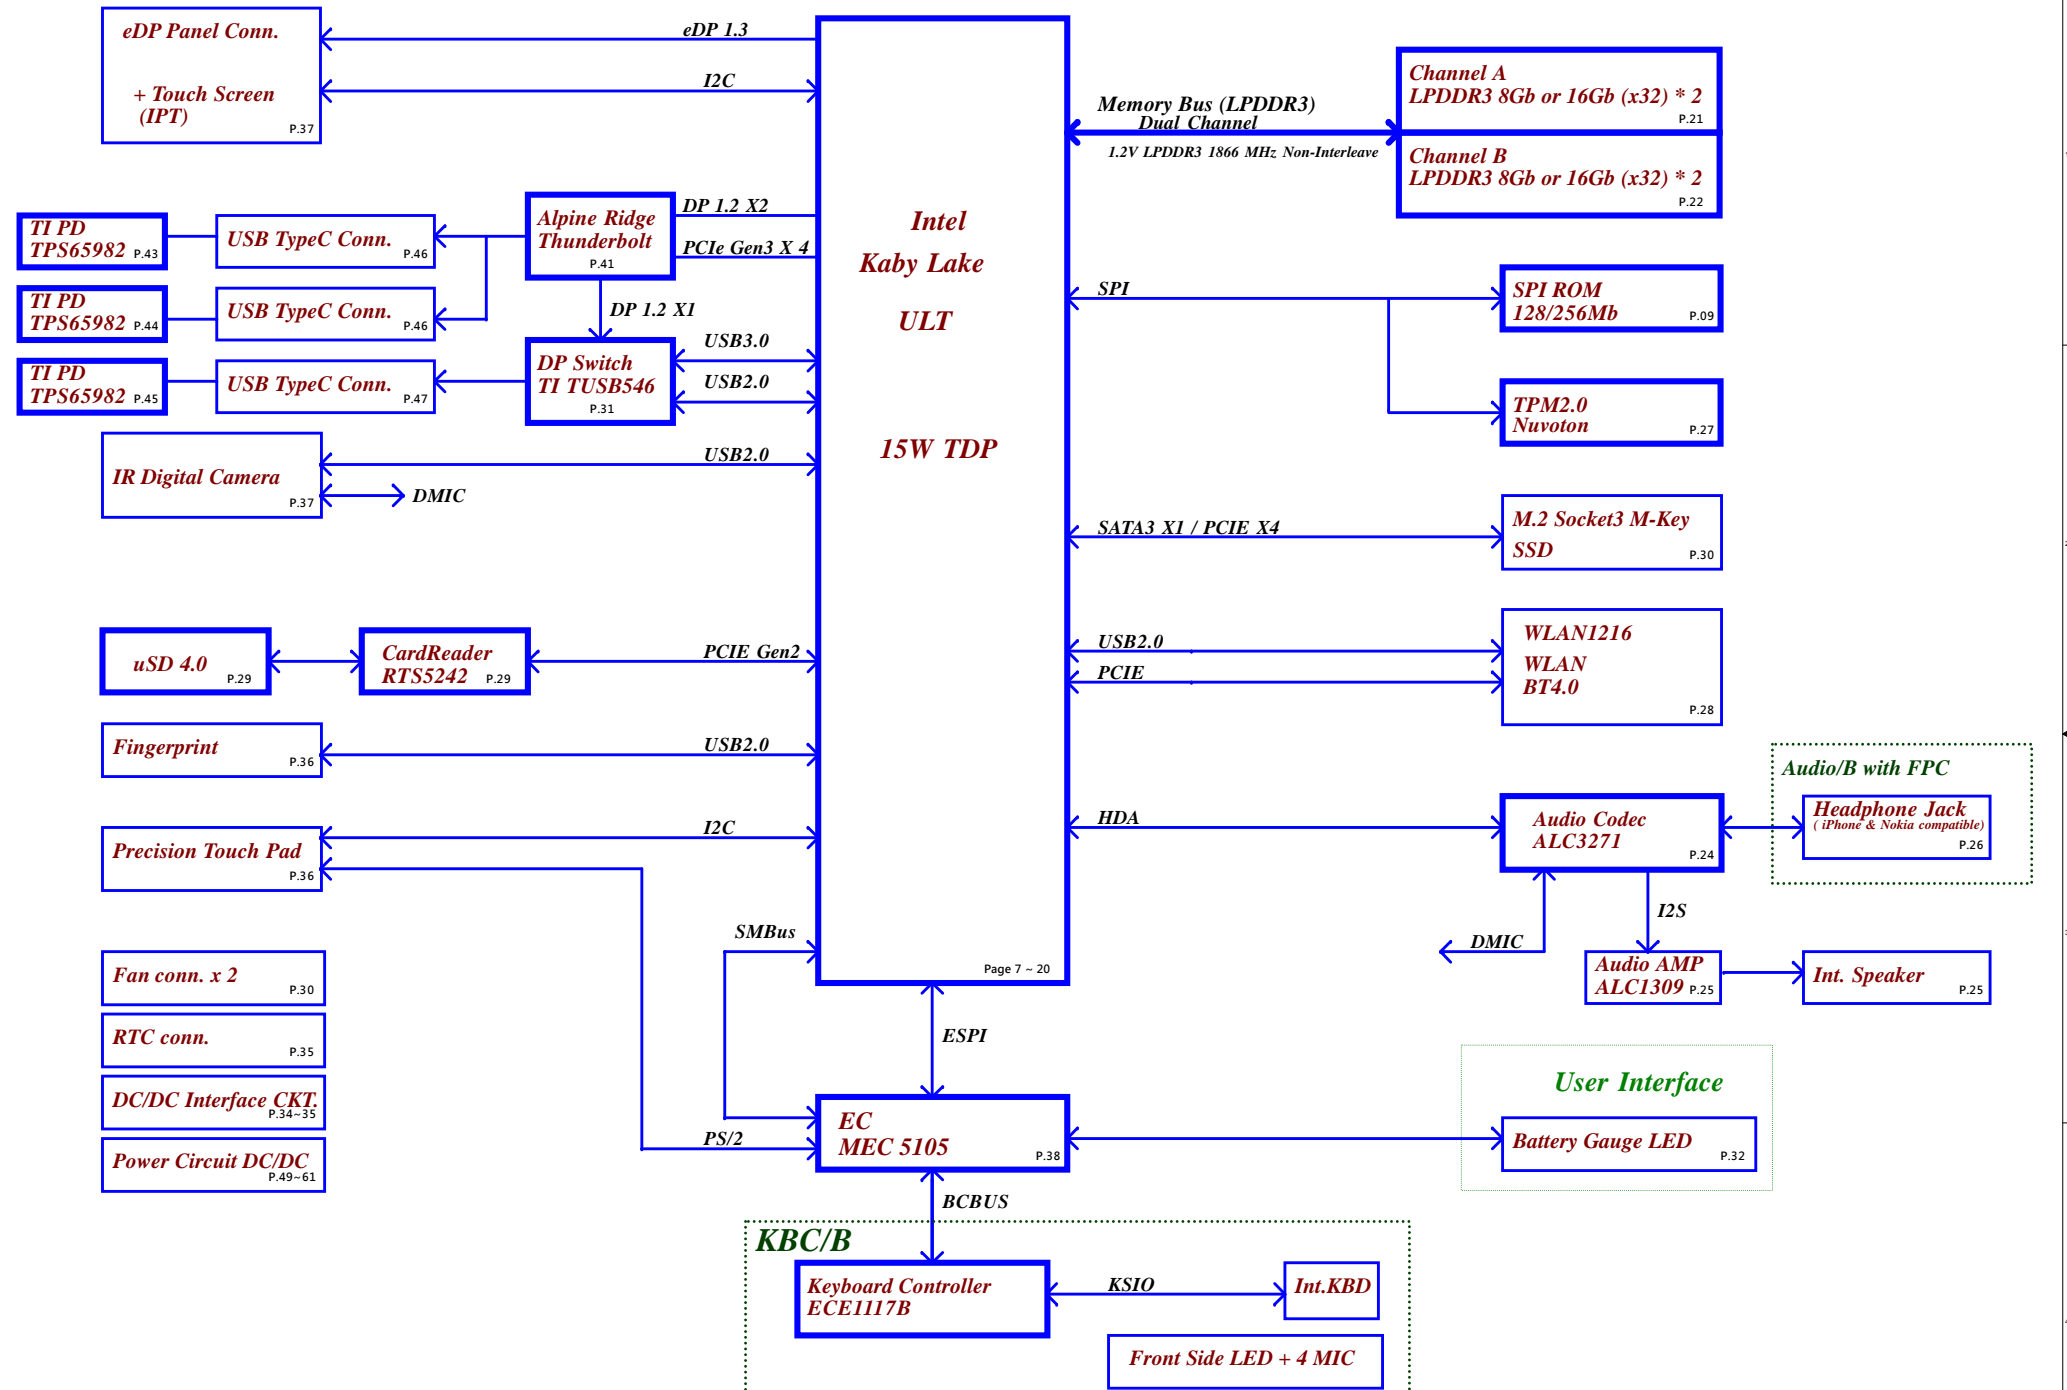 eDP Panel Conn.
+ Touch Screen
(IPT)
P.37
eDP 1.3
I2C
TI PD
TPS65982 P.43
USB TypeC Conn.
P.46
TI PD
TPS65982 P.44
USB TypeC Conn.
P.46
TI PD
TPS65982 P.45
USB TypeC Conn.
P.47
Alpine Ridge
Thunderbolt
P.41
DP 1.2 X2
PCIe Gen3 X 4
DP 1.2 X1
DP Switch
TI TUSB546
P.31
USB3.0
USB2.0
IR Digital Camera
P.37
USB2.0
DMIC
uSD 4.0
P.29
CardReader
RTS5242 P.29
PCIE Gen2
Fingerprint
P.36
USB2.0
Precision Touch Pad
P.36
I2C
SMBus
PS/2
Fan conn. x 2
P.30
RTC conn.
P.35
DC/DC Interface CKT.
P.34~35
Power Circuit DC/DC
P.49~61
Intel
Kaby Lake
ULT
15W TDP
Page 7 ~ 20
Memory Bus (LPDDR3)
Dual Channel
1.2V LPDDR3 1866 MHz Non-Interleave
Channel A
LPDDR3 8Gb or 16Gb (x32) * 2
P.21
Channel B
LPDDR3 8Gb or 16Gb (x32) * 2
P.22
SPI
SPI ROM
128/256Mb
P.09
TPM2.0
Nuvoton
P.27
SATA3 X1 / PCIE X4
M.2 Socket3 M-Key
SSD
P.30
USB2.0
PCIE
WLAN1216
WLAN
BT4.0
P.28
HDA
Audio Codec
ALC3271
P.24
Audio/B with FPC
Headphone Jack
( iPhone & Nokia compatible)
P.26
DMIC
I2S
Audio AMP
ALC1309 P.25
Int. Speaker
P.25
ESPI
EC
MEC 5105
P.38
User Interface
Battery Gauge LED
P.32
BCBUS
KBC/B
Keyboard Controller
ECE1117B
KSIO
Int.KBD
Front Side LED + 4 MIC